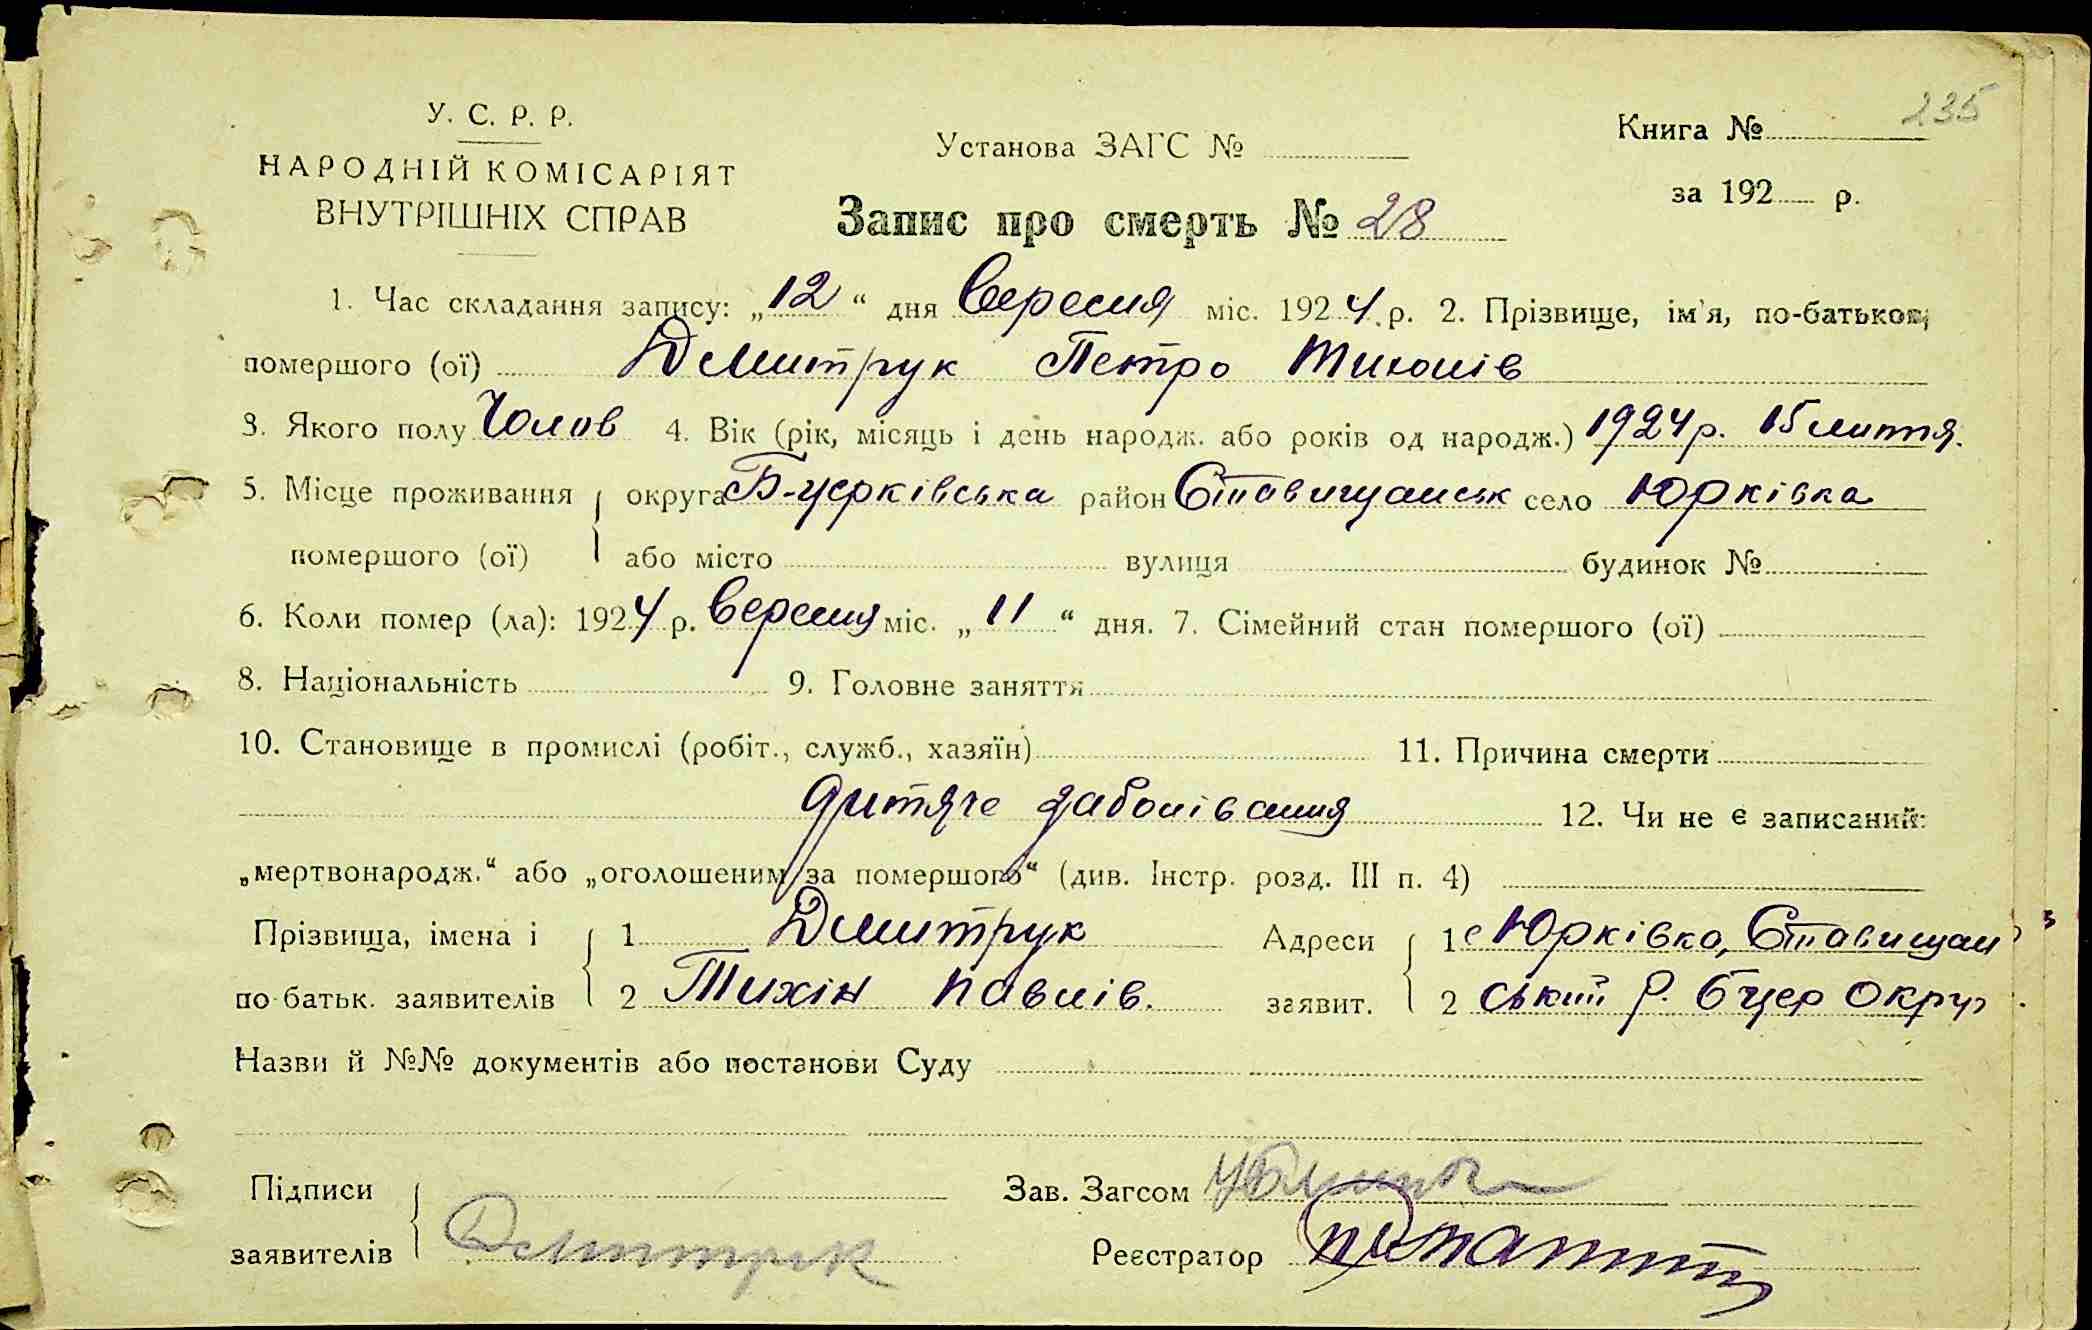 235
У. С. Р. Р.
НАРОДНІЙ КОМІСАРІЯТ
ВНУТРІШНІХ СПРАВ
Установа ЗАГС №
Книга №
за 192 р.
Запис про смерть № 28
1. Час складання запису: „12“ дня Вересня міс. 1924 р. 2. Прізвище, ім'я, по-батькові
помершого (ої) Дмитрук Петро Тихонів
3. Якого полу Чолов 4. Вік (рік, місяць і день народж. або років од народж.) 1924 р. 15 липня.
5. Місце проживання округа Б-церківська район Ставищанськ село Юрківка
помершого (ої) або місто вулиця будинок №
6. Коли помер (ла): 1924 р. Вересня міс. „11“ дня. 7. Сімейний стан помершого (ої)
8. Національність 9. Головне заняття
10. Становище в промислі (робіт., служб., хазяїн) 11. Причина смерти
дитяче заболівання 12. Чи не є записаний:
„мертвонародж.“ або „оголошеним за помершого“ (див. Інстр. розд. III п. 4)
Прізвища, імена і 1 Дмитрук Адреси 1 с Юрківка, Ставищан
по батьк. заявителів 2 Тихін Павлів. заявит. 2 ський р. Бцер Окру
Назви й №№ документів або постанови Суду
Підписи Зав. Загсом
заявителів Дмитрук Реєстратор